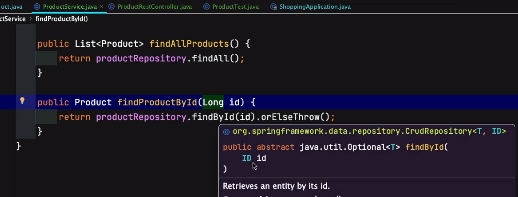 uct.java ProductService.java ProductRestController.java ProductTest.java ShoppingApplication.java
ctService › findProductById()
public List<Product> findAllProducts() {
return productRepository.findAll();
}
public Product findProductById(Long id) {
return productRepository.findById(id).orElseThrow();
}
}
org.springframework.data.repository.CrudRepository<T, ID>
public abstract java.util.Optional<T> findById(
ID id
)
Retrieves an entity by its id.